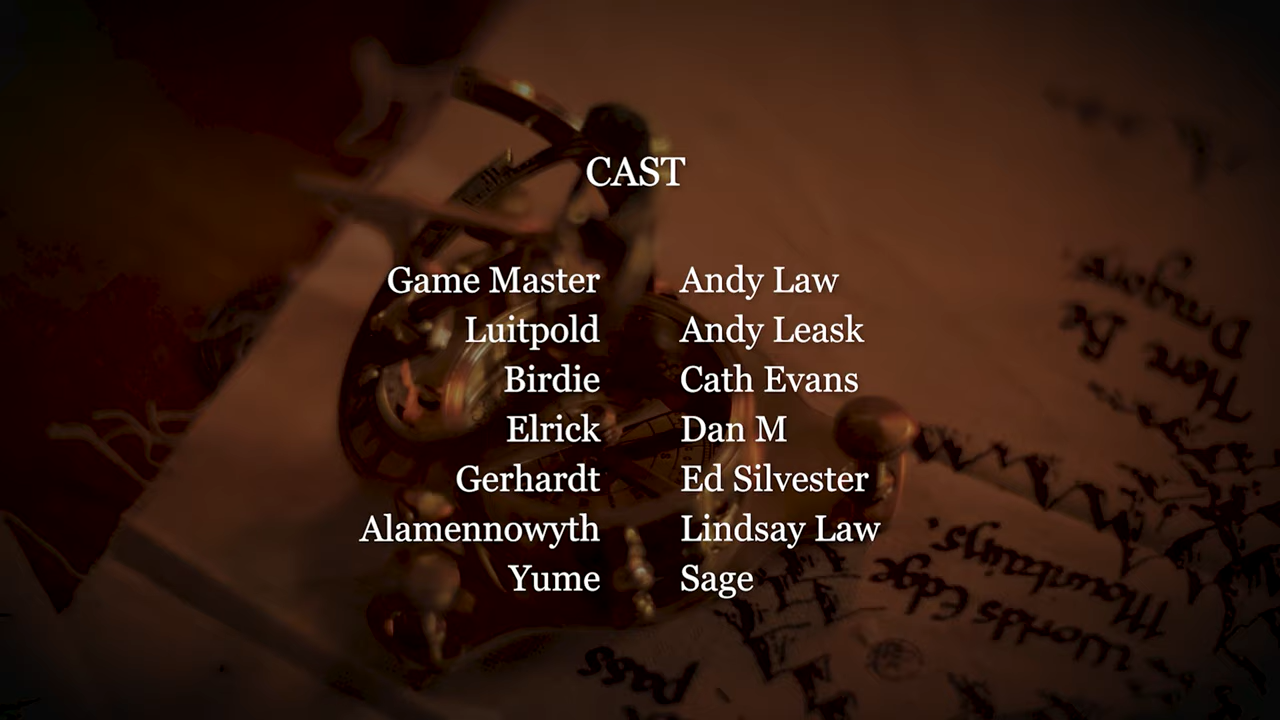 CAST
Game Master Andy Law
Luitpold Andy Leask
Birdie Cath Evans
Elrick Dan M
Gerhardt Ed Silvester
Alamennowyth Lindsay Law
Yume Sage
Here Be
Dragons
Worlds Edge
Mountains.
pass